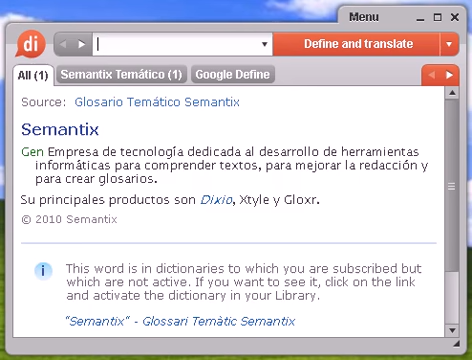 Menu
di
Define and translate
All (1) Semantix Temático (1) Google Define
Source: Glosario Temático Semantix
Semantix
Gen Empresa de tecnología dedicada al desarrollo de herramientas
informáticas para comprender textos, para mejorar la redacción y
para crear glosarios.
Su principales productos son Dixio, Xtyle y Gloxr.
© 2010 Semantix
i
This word is in dictionaries to which you are subscribed but
which are not active. If you want to see it, click on the link
and activate the dictionary in your Library.
"Semantix" - Glossari Temàtic Semantix